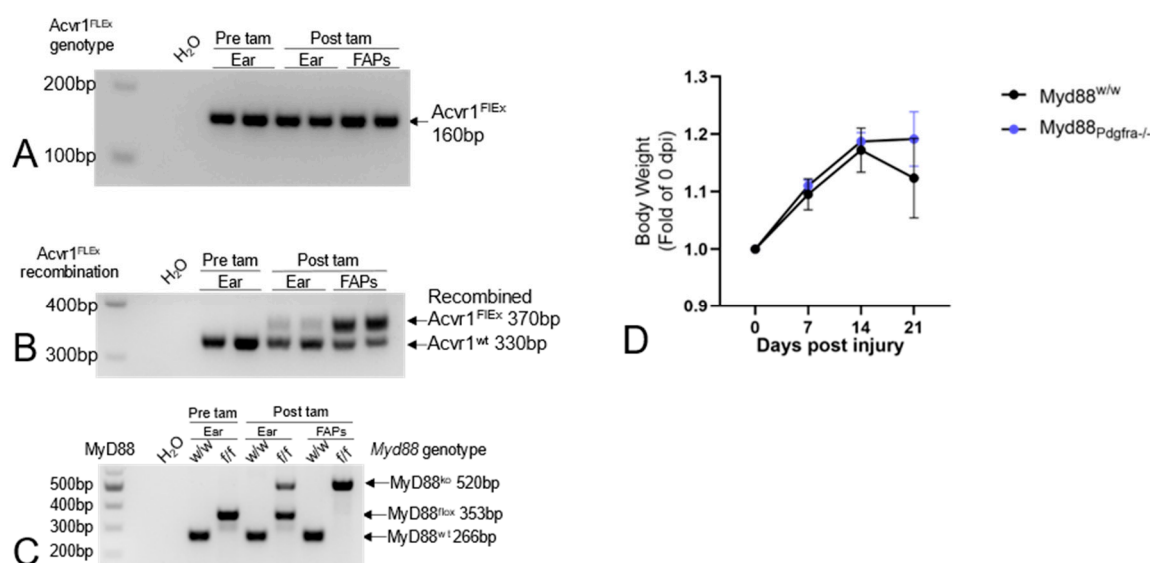 Acvr1FLEx
genotype
H2O
Pre tam
Post tam
Ear
Ear
FAPs
200bp
100bp
Acvr1FlEx
160bp
A
Acvr1FLEx
recombination
H2O
Pre tam
Post tam
Ear
Ear
FAPs
400bp
300bp
Recombined
Acvr1FlEx 370bp
Acvr1wt 330bp
B
MyD88
H2O
Pre tam
Post tam
Ear
Ear
FAPs
w/w
f/f
w/w
f/f
w/w
f/f
Myd88 genotype
500bp
400bp
300bp
200bp
MyD88ko 520bp
MyD88flox 353bp
MyD88wt 266bp
C
Body Weight
(Fold of 0 dpi)
1.3
1.2
1.1
1.0
0.9
0
7
14
21
Days post injury
D
Myd88w/w
Myd88Pdgfra-/-